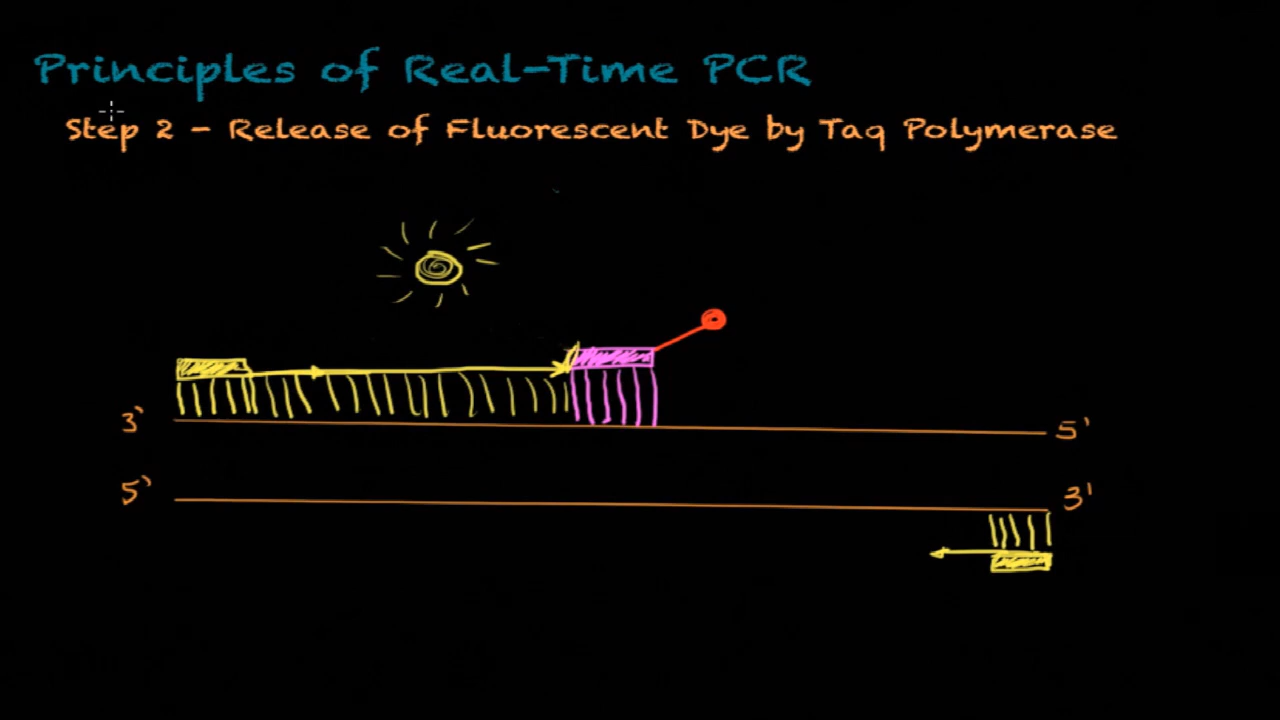 Principles of Real-Time PCR
Step 2 - Release of Fluorescent Dye by Taq Polymerase
3' 5'
5' 3'